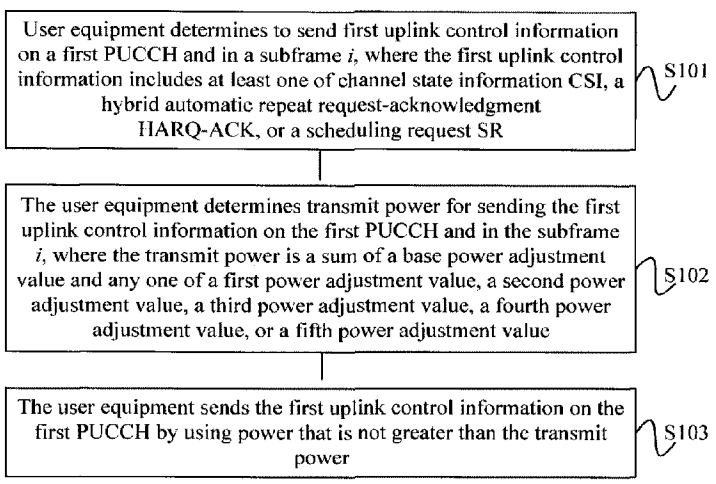 User equipment determines to send first uplink control information
on a first PUCCH and in a subframe i, where the first uplink control
information includes at least one of channel state information CSI, a
hybrid automatic repeat request-acknowledgment
HARQ-ACK, or a scheduling request SR
S101
The user equipment determines transmit power for sending the first
uplink control information on the first PUCCH and in the subframe
i, where the transmit power is a sum of a base power adjustment
value and any one of a first power adjustment value, a second power
adjustment value, a third power adjustment value, a fourth power
adjustment value, or a fifth power adjustment value
S102
The user equipment sends the first uplink control information on the
first PUCCH by using power that is not greater than the transmit
power
S103